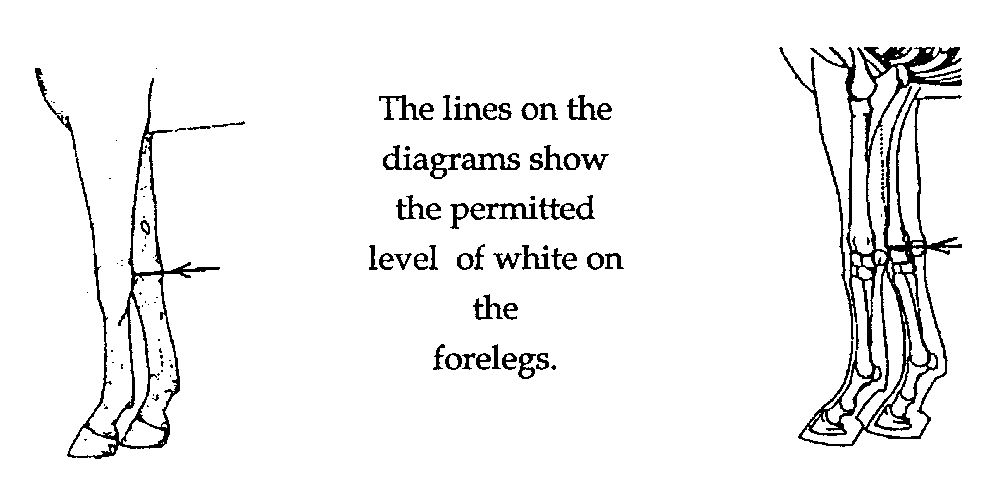 The lines on the
diagrams show
the permitted
level of white on
the
forelegs.